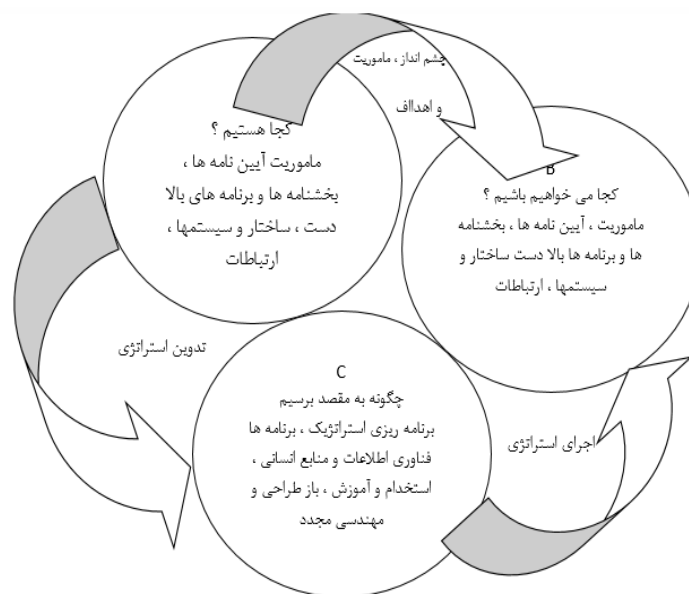 چشم انداز ، ماموریت
و اهدااف
کجا هستیم ؟
ماموریت آیین نامه ها ،
بخشنامه ها و برنامه های بالا
دست ، ساختار و سیستمها ،
ارتباطات
B
کجا می خواهیم باشیم ؟
ماموریت ، آیین نامه ها ، بخشنامه
ها و برنامه ها بالا دست ساختار و
سیستمها ، ارتباطات
تدوین استراتژی
C
چگونه به مقصد برسیم
برنامه ریزی استراتژیک ، برنامه ها
فناوری اطلاعات و منابع انسانی ،
استخدام و آموزش ، باز طراحی و
مهندسی مجدد
اجرای استراتژی